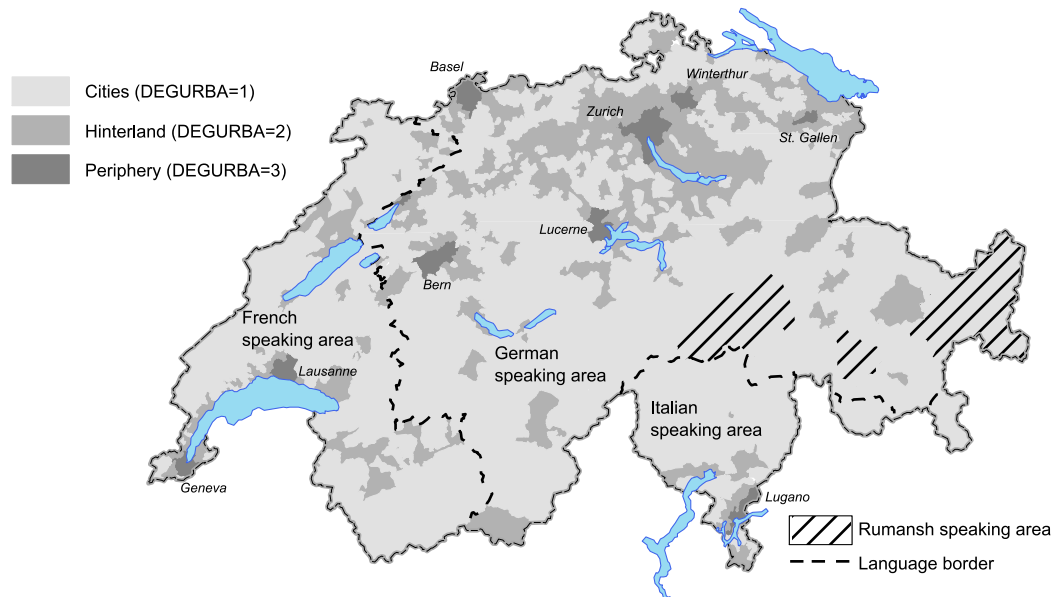 Cities (DEGURBA=1)
Hinterland (DEGURBA=2)
Periphery (DEGURBA=3)
Basel
Winterthur
Zurich
St. Gallen
Lucerne
Bern
French
speaking area
German
speaking area
Lausanne
Italian
speaking area
Geneva
Lugano
Rumansh speaking area
Language border